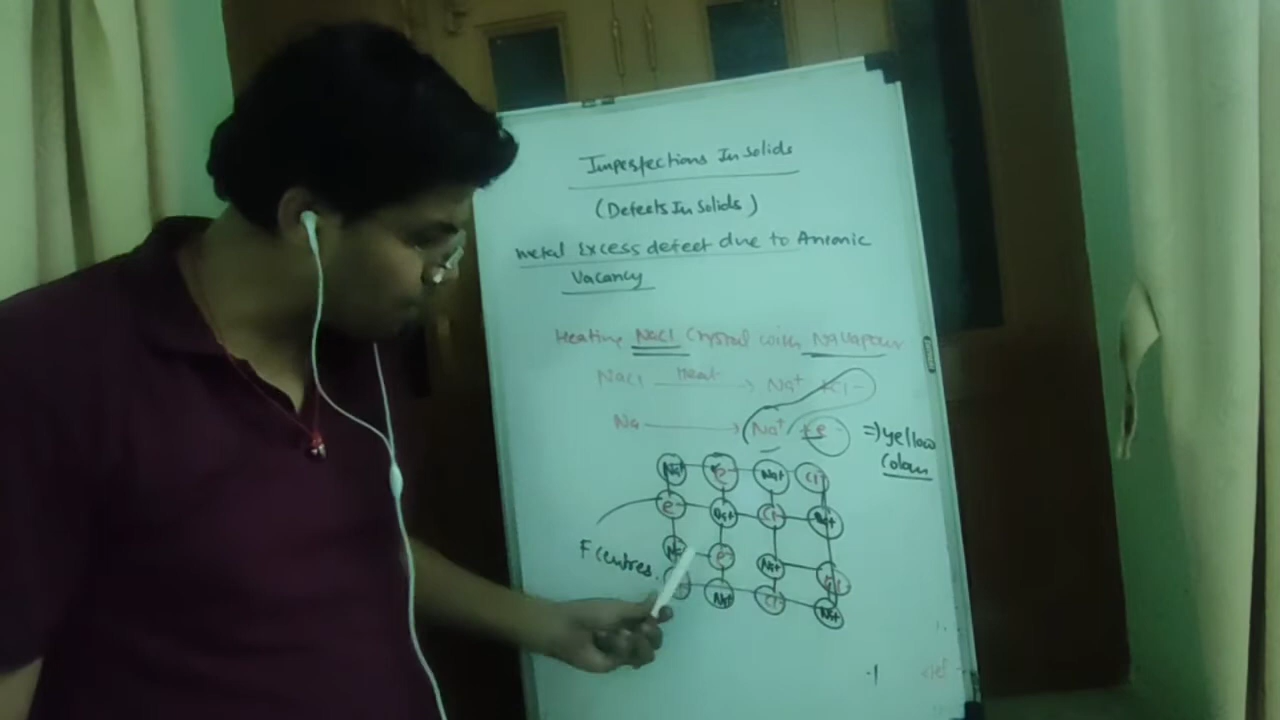 Imperfections In Solids
(Defects In Solids)
Metal Excess defect due to Anionic
Vacancy
Heating NaCl Crystal with Na Vapour
NaCl Heat → Na+ + Cl-
Na → Na+ + e-
⇒ yellow
Colour
Na+ e- Na+ Cl-
e- Na+ Cl- Na+
Na+ e- Na+ Cl-
Na+ Cl- Na+
F centres